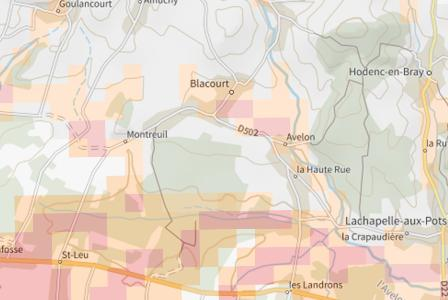 Goulancourt
Amuchy
Hodenc-en-Bray
Blacourt
D502
Montreuil
Avelon
la Haute Rue
Lachapelle-aux-Pots
la Crapaudière
St-Leu
les Landrons